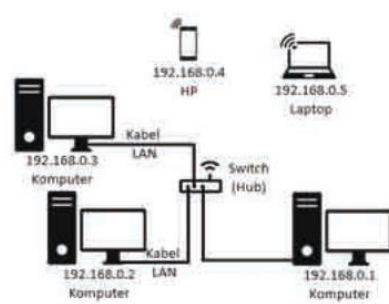 192.168.0.4
HP
192.168.0.5
Laptop
Kabel
LAN
192.168.0.3
Komputer
Switch
(Hub)
Kabel
LAN
192.168.0.2
Komputer
192.168.0.1
Komputer